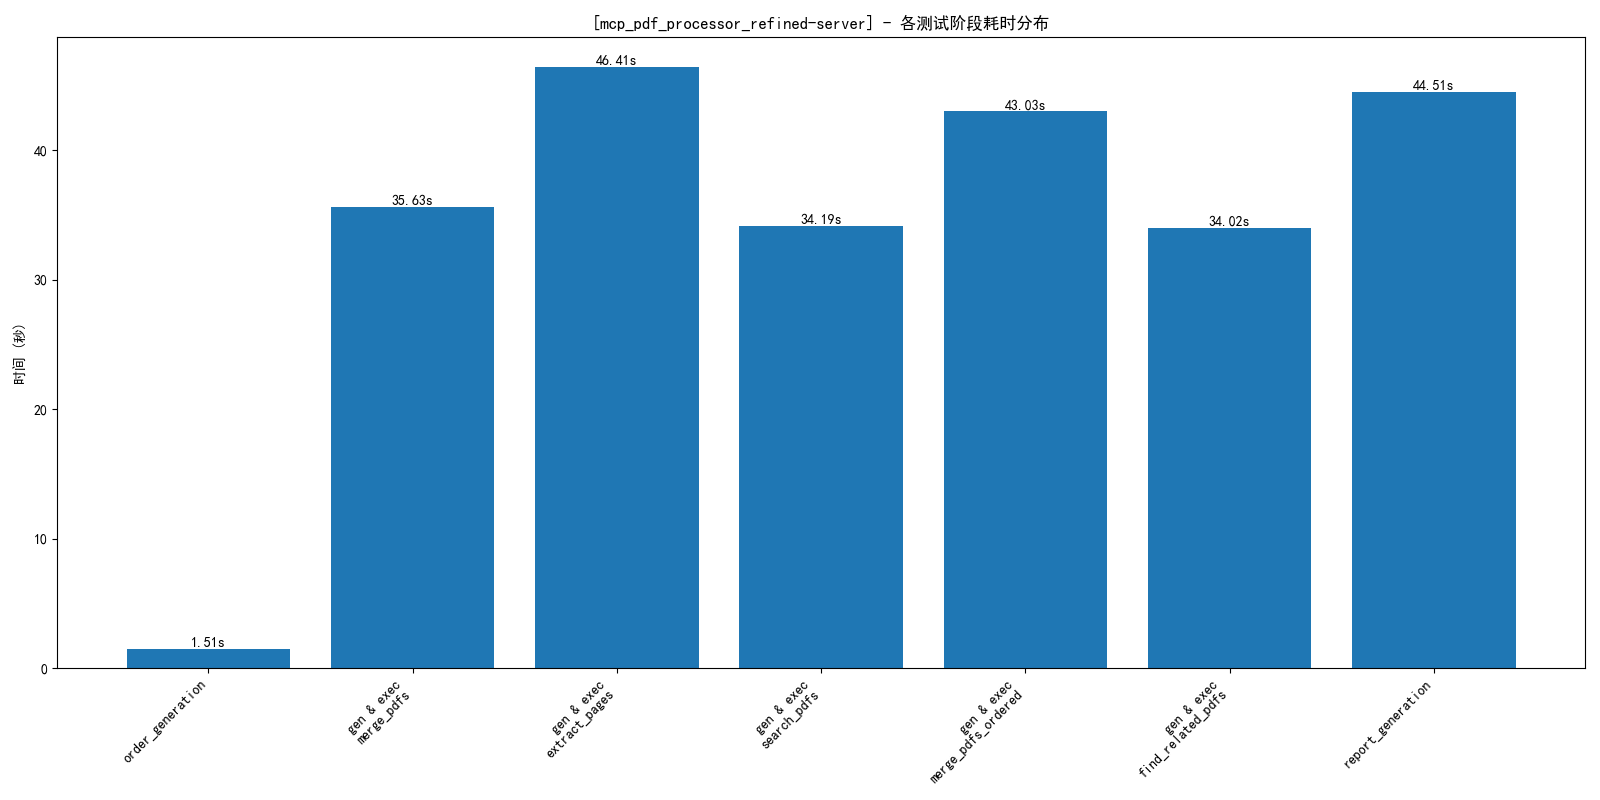 [mcp_pdf_processor_refined-server] - 各测试阶段耗时分布
时间 (秒)
40
30
20
10
0
1.51s
35.63s
46.41s
34.19s
43.03s
34.02s
44.51s
order_generation
gen & exec
merge_pdfs
gen & exec
extract_pages
gen & exec
search_pdfs
gen & exec
merge_pdfs_ordered
gen & exec
find_related_pdfs
report_generation